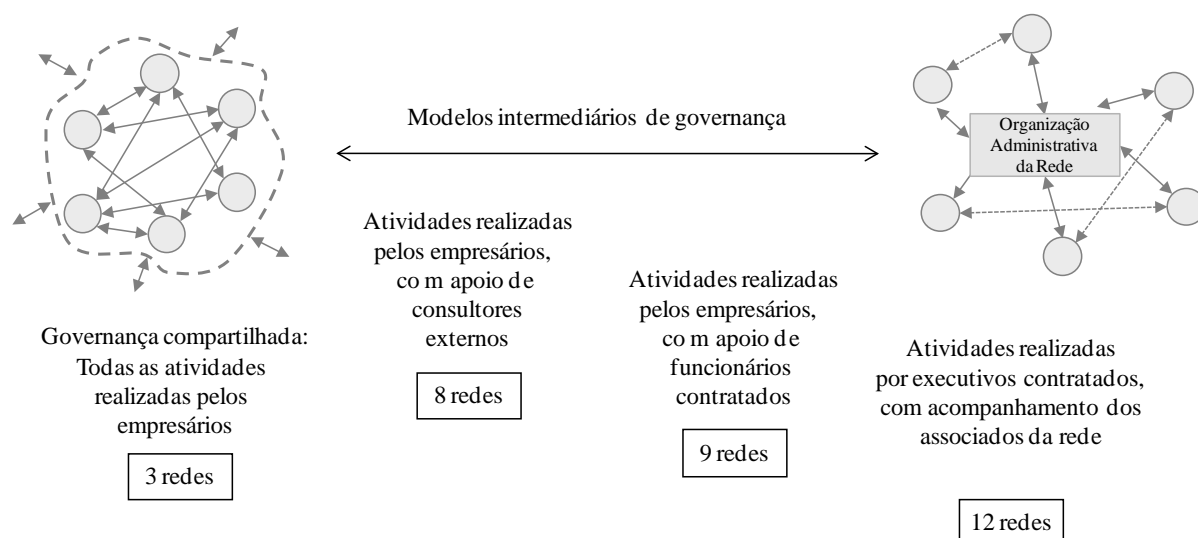 Modelos intermediários de governança
Organização
Administrativa
da Rede
Governança compartilhada:
Todas as atividades
realizadas pelos
empresários
3 redes
Atividades realizadas
pelos empresários,
co m apoio de
consultores
externos
8 redes
Atividades realizadas
pelos empresários,
co m apoio de
funcionários
contratados
9 redes
Atividades realizadas
por executivos contratados,
com acompanhamento dos
associados da rede
12 redes